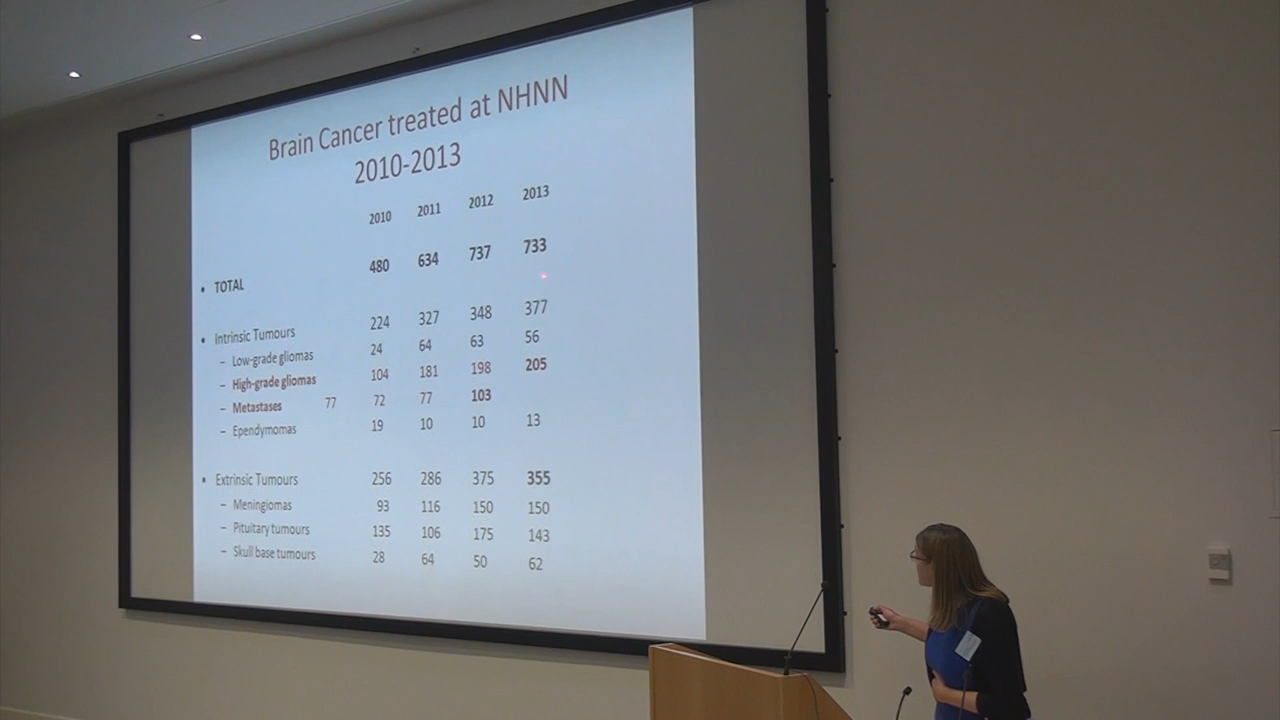 Brain Cancer treated at NHNN
2010-2013
2010 2011 2012 2013
• TOTAL 480 634 737 733
• Intrinsic Tumours 224 327 348 377
– Low-grade gliomas 24 64 63 56
– High-grade gliomas 104 181 198 205
– Metastases 77 72 77 103
– Ependymomas 19 10 10 13
• Extrinsic Tumours 256 286 375 355
– Meningiomas 93 116 150 150
– Pituitary tumours 135 106 175 143
– Skull base tumours 28 64 50 62